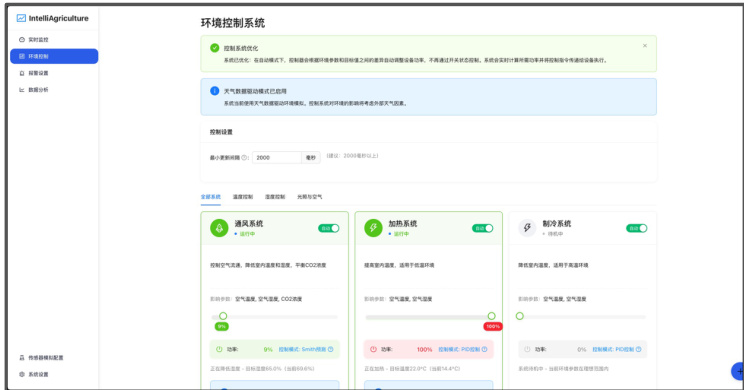 IntelliAgriculture
实时监控
环境控制
报警设置
数据分析
传感器模拟配置
系统设置
环境控制系统
控制系统优化
系统已优化：在自动模式下，控制器会依据环境参数和目标值之间的差异自动调整设备功率，不再通过开关状态控制。系统会实时计算所需功率并将控制指令传递给设备执行。
天气数据驱动模式已启用
系统当前使用天气数据驱动环境模拟。控制系统对环境的影响将考虑外部天气因素。
控制设置
最小更新间隔 : 2000 毫秒 (建议：2000毫秒以上)
全部系统 温度控制 湿度控制 光照与空气
通风系统
自动
运行中
控制空气流通，降低室内温度和湿度，平衡CO2浓度
影响参数：空气温度, 空气湿度, CO2浓度
9%
功率: 9% 控制模式: Smith预估
正在降低湿度 - 目标湿度65.0%（当前69.6%）
加热系统
自动
运行中
提高室内温度，适用于低温环境
影响参数：空气温度, 空气湿度
100%
功率: 100% 控制模式: PID控制
正在加热 - 目标温度22.0°C（当前14.4°C）
制冷系统
自动
待机中
降低室内温度，适用于高温环境
影响参数：空气温度, 空气湿度
功率: 0% 控制模式: PID控制
系统待机中 - 当前环境参数在理想范围内